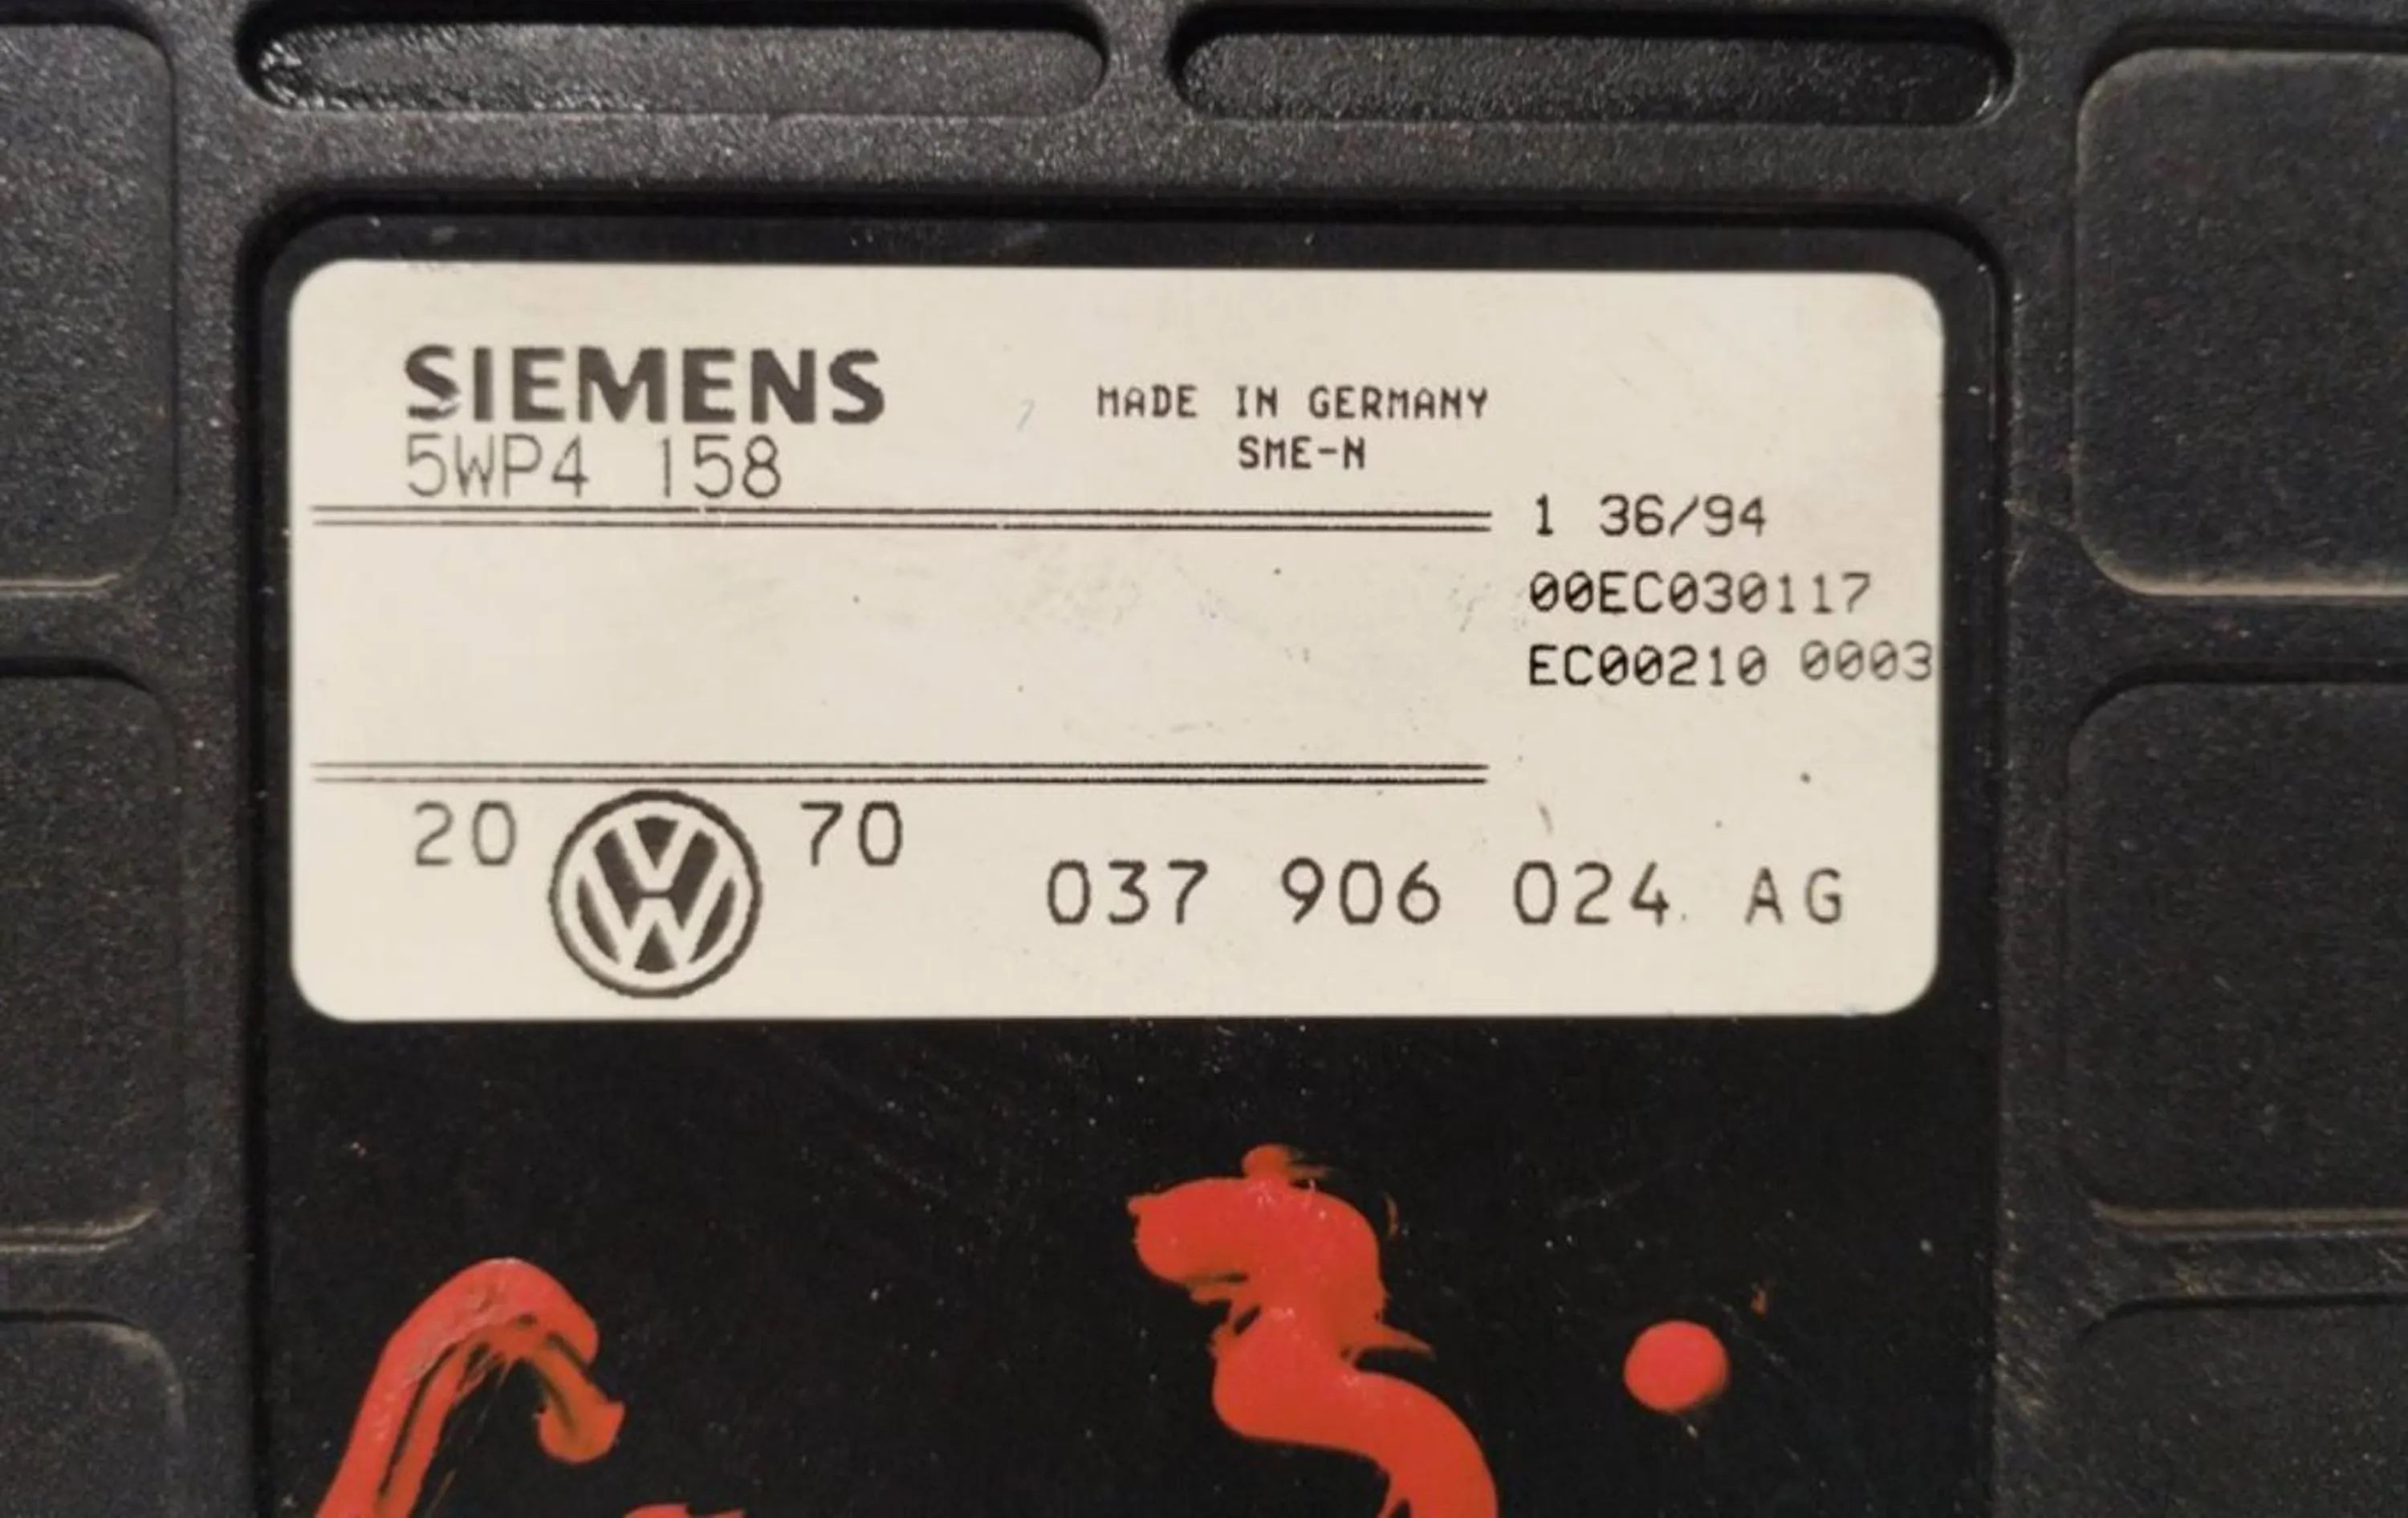 SIEMENS
5WP4 158
MADE IN GERMANY
SME-N
1 36/94
00EC030117
EC00210 0003
20 VW 70
037 906 024 AG